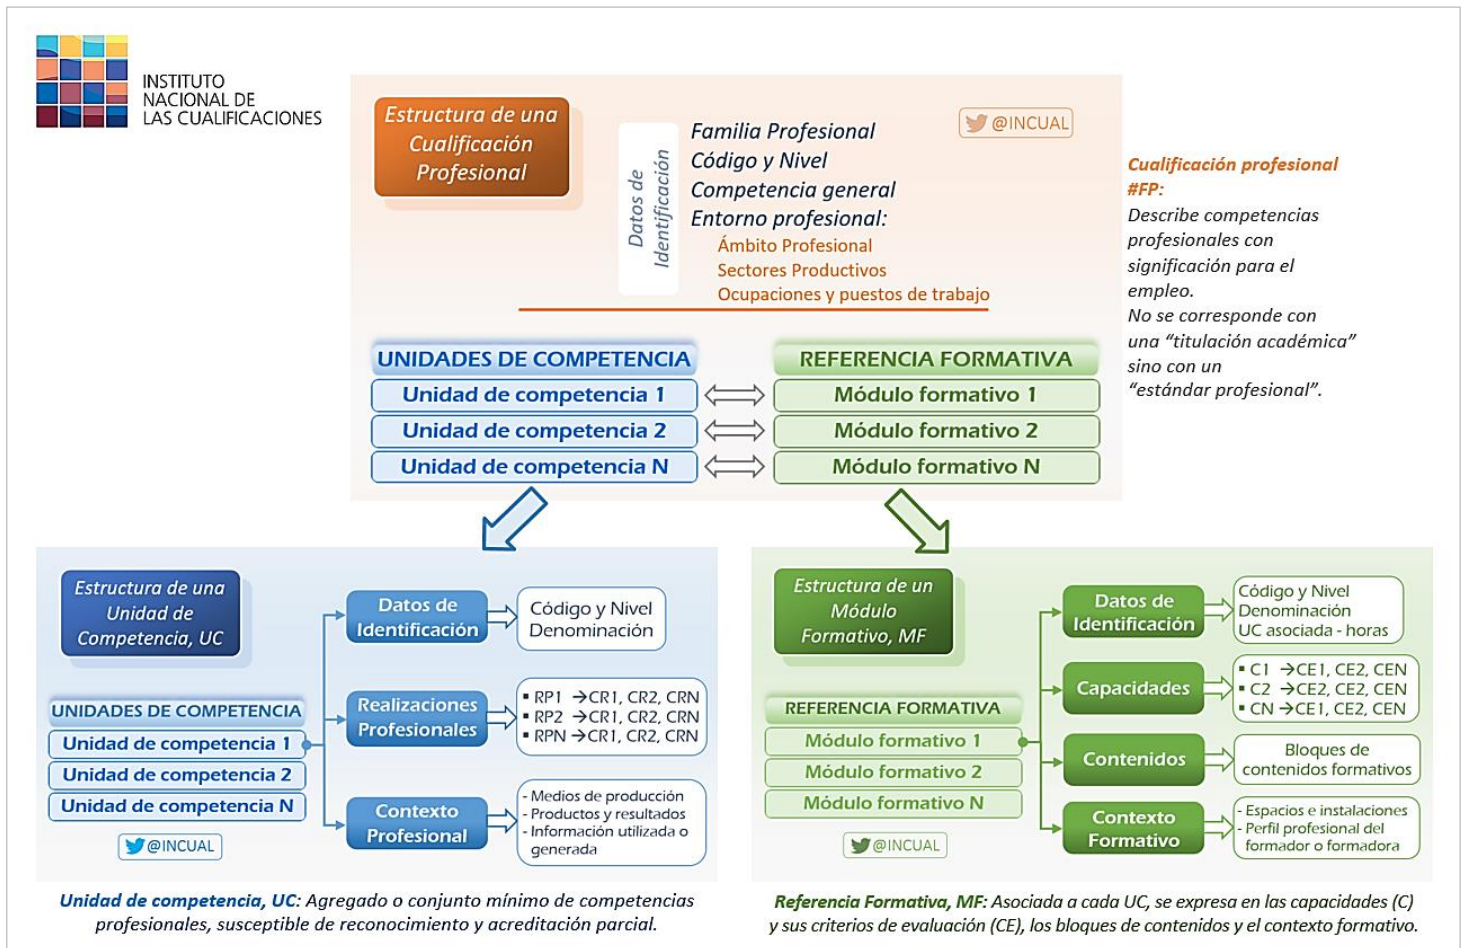 INSTITUTO
NACIONAL DE
LAS CUALIFICACIONES
Estructura de una
Cualificación
Profesional
Datos de
Identificación
Familia Profesional
Código y Nivel
Competencia general
Entorno profesional:
Ámbito Profesional
Sectores Productivos
Ocupaciones y puestos de trabajo
@INCUAL
Cualificación profesional
#FP:
Describe competencias
profesionales con
significación para el
empleo.
No se corresponde con
una “titulación académica”
sino con un
“estándar profesional”.
UNIDADES DE COMPETENCIA
Unidad de competencia 1
Unidad de competencia 2
Unidad de competencia N
REFERENCIA FORMATIVA
Módulo formativo 1
Módulo formativo 2
Módulo formativo N
Estructura de una
Unidad de
Competencia, UC
UNIDADES DE COMPETENCIA
Unidad de competencia 1
Unidad de competencia 2
Unidad de competencia N
@INCUAL
Datos de
Identificación
Código y Nivel
Denominación
Realizaciones
Profesionales
▪ RP1 →CR1, CR2, CRN
▪ RP2 →CR1, CR2, CRN
▪ RPN →CR1, CR2, CRN
Contexto
Profesional
- Medios de producción
- Productos y resultados
- Información utilizada o
generada
Unidad de competencia, UC: Agregado o conjunto mínimo de competencias
profesionales, susceptible de reconocimiento y acreditación parcial.
Estructura de un
Módulo
Formativo, MF
REFERENCIA FORMATIVA
Módulo formativo 1
Módulo formativo 2
Módulo formativo N
@INCUAL
Datos de
Identificación
Código y Nivel
Denominación
UC asociada - horas
Capacidades
▪ C1 →CE1, CE2, CEN
▪ C2 →CE2, CE2, CEN
▪ CN →CE1, CE2, CEN
Contenidos
Bloques de
contenidos formativos
Contexto
Formativo
- Espacios e instalaciones
- Perfil profesional del
formador o formadora
Referencia Formativa, MF: Asociada a cada UC, se expresa en las capacidades (C)
y sus criterios de evaluación (CE), los bloques de contenidos y el contexto formativo.